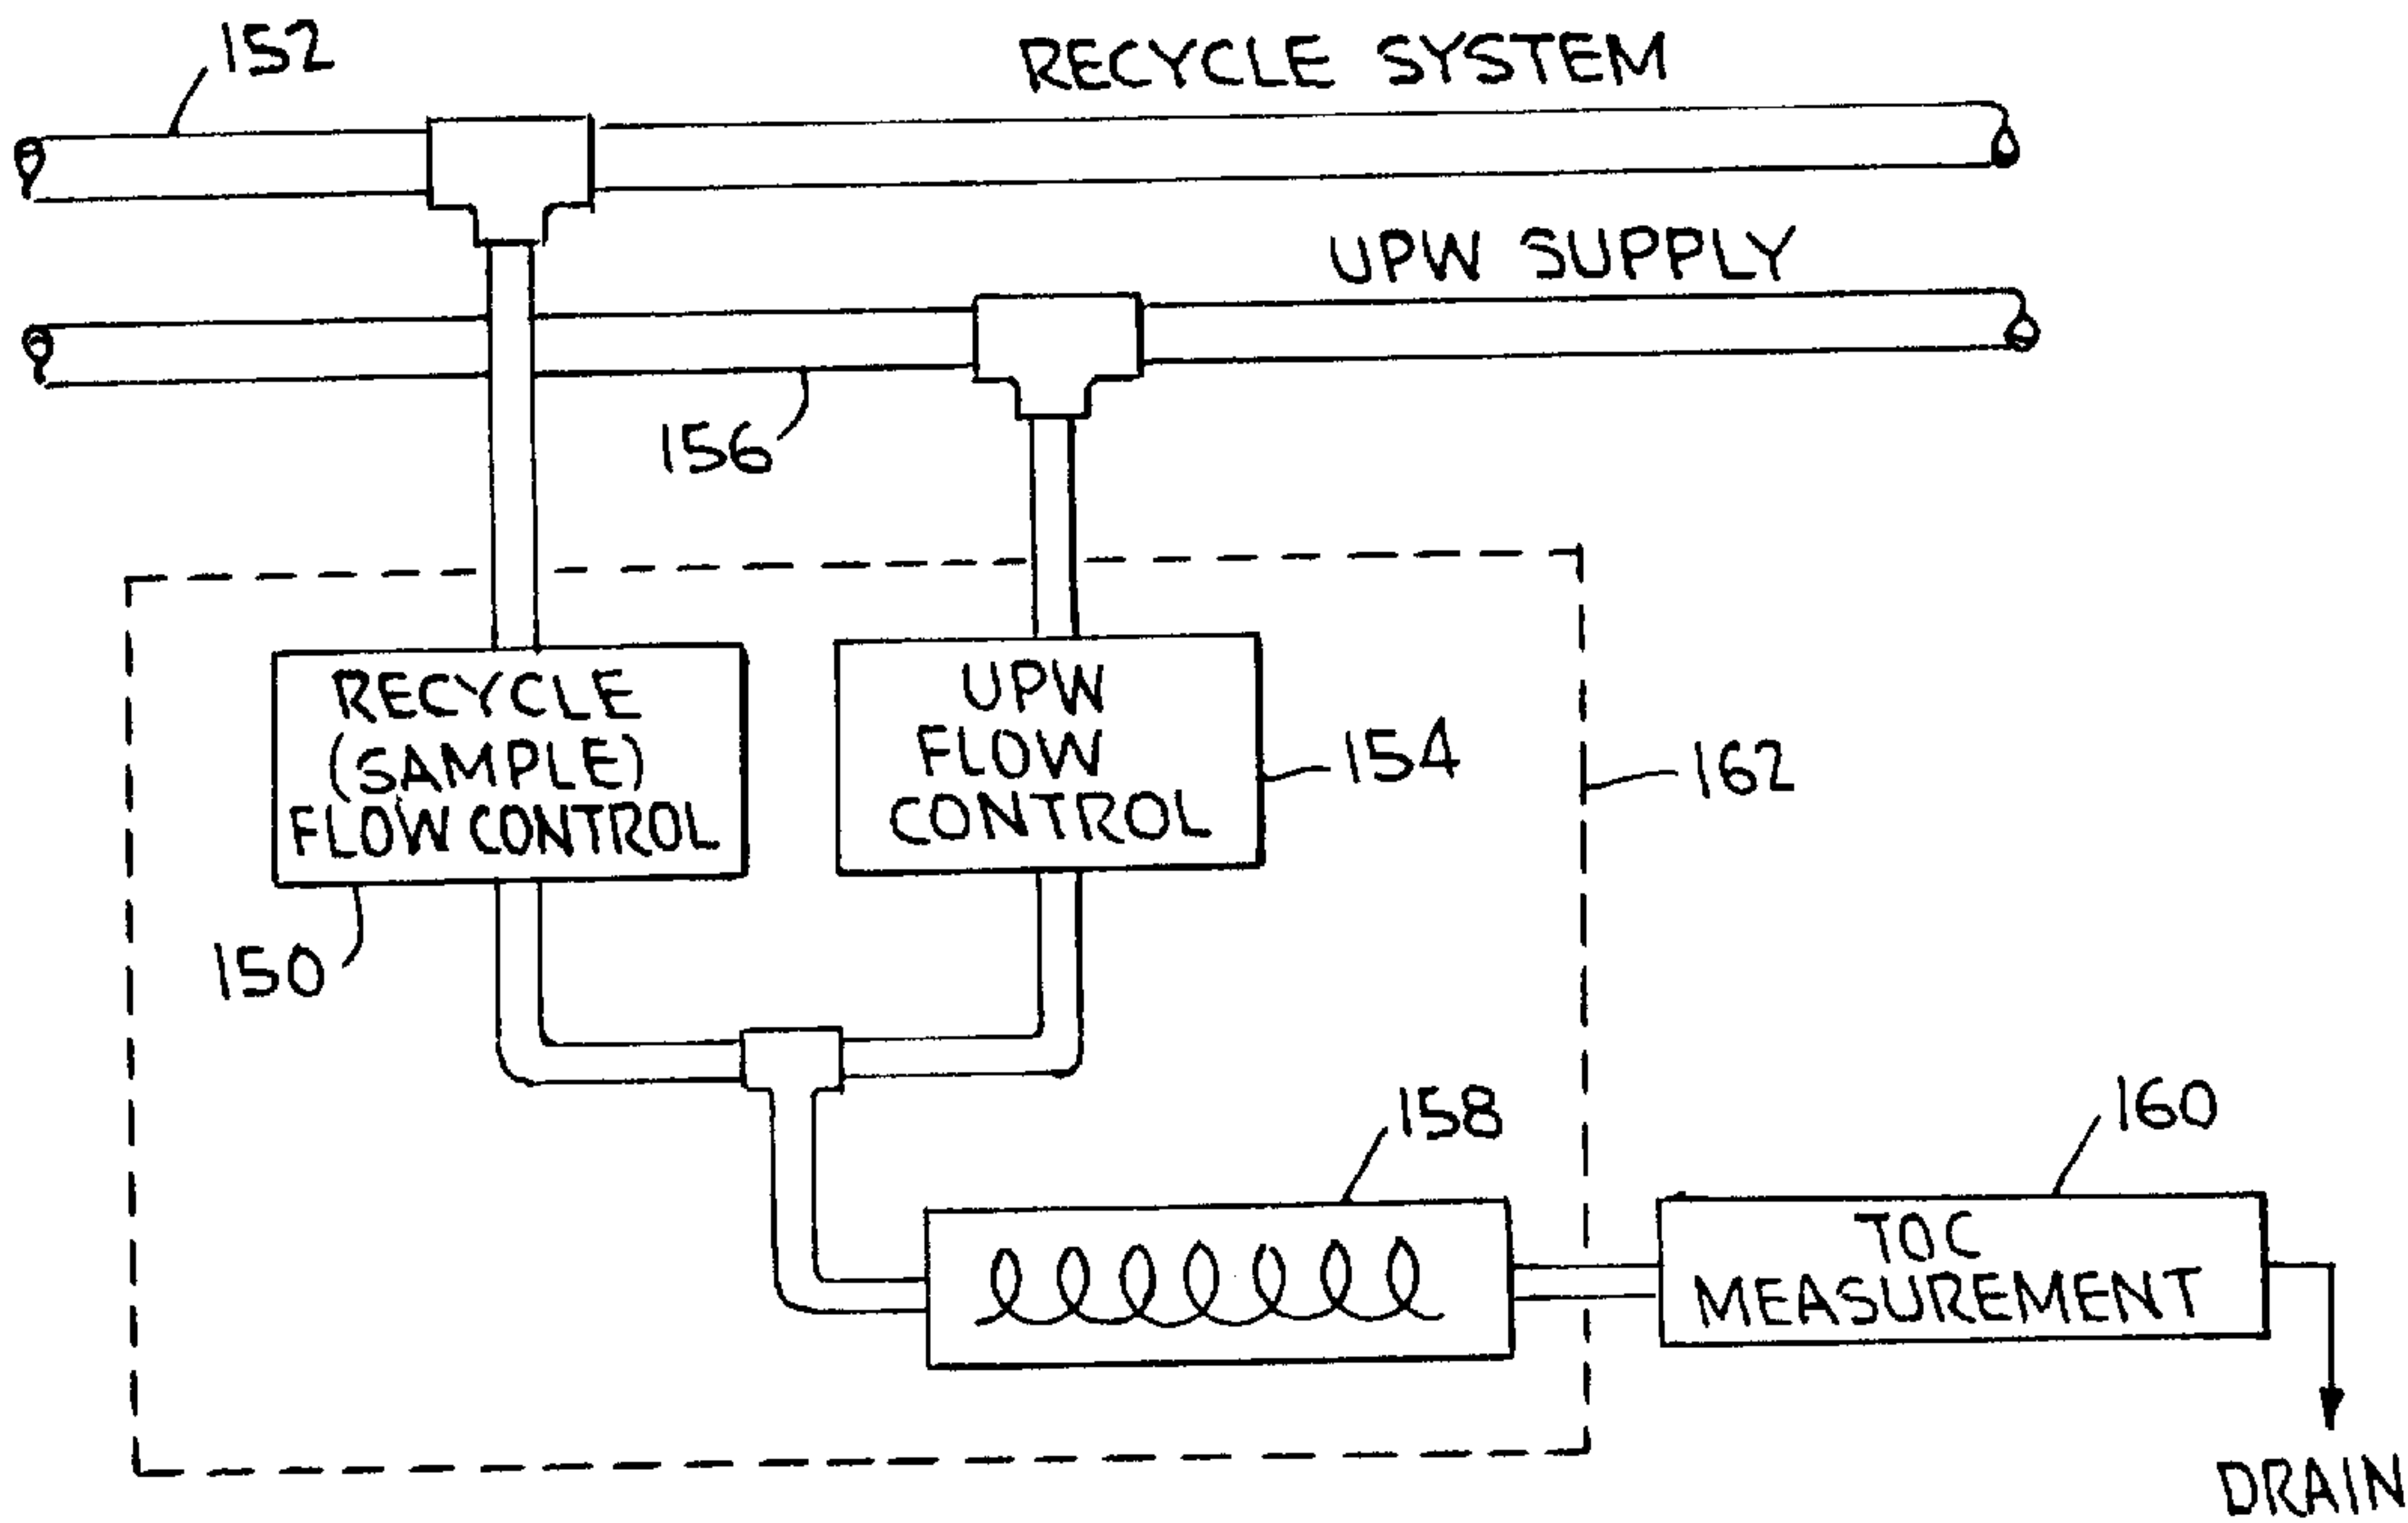 152
RECYCLE SYSTEM
UPW SUPPLY
156
RECYCLE
(SAMPLE)
FLOW CONTROL
UPW
FLOW
CONTROL
154
162
150
158
160
TOC
MEASUREMENT
DRAIN